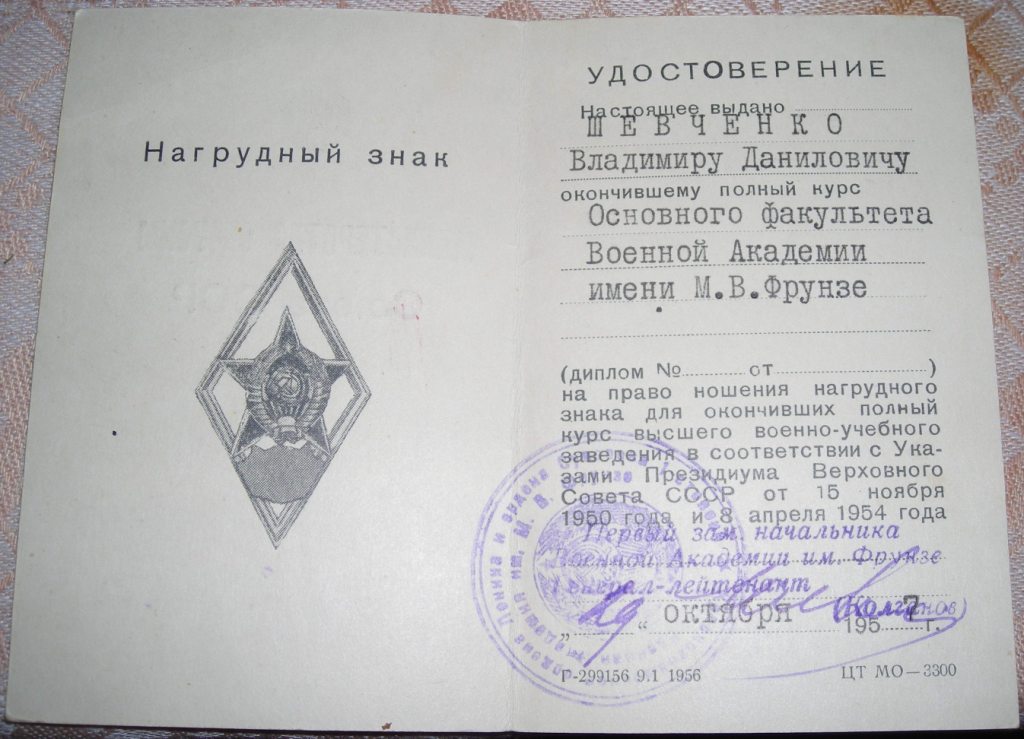 Нагрудный знак
УДОСТОВЕРЕНИЕ
Настоящее выдано
ШЕВЧЕНКО
Владимиру Даниловичу
окончившему полный курс
Основного факультета
Военной Академии
имени М.В.Фрунзе
(диплом № от )
на право ношения нагрудного
знака для окончивших полный
курс высшего военно-учебного
заведения в соответствии с Ука-
зами Президиума Верховного
Совета СССР от 15 ноября
1950 года и 8 апреля 1954 года
Первый зам. начальника
Военной Академии им. Фрунзе
Генерал-лейтенант
(Колганов)
„29“ октября 1957 г.
Г-299156 9.1 1956
ЦТ МО—3300